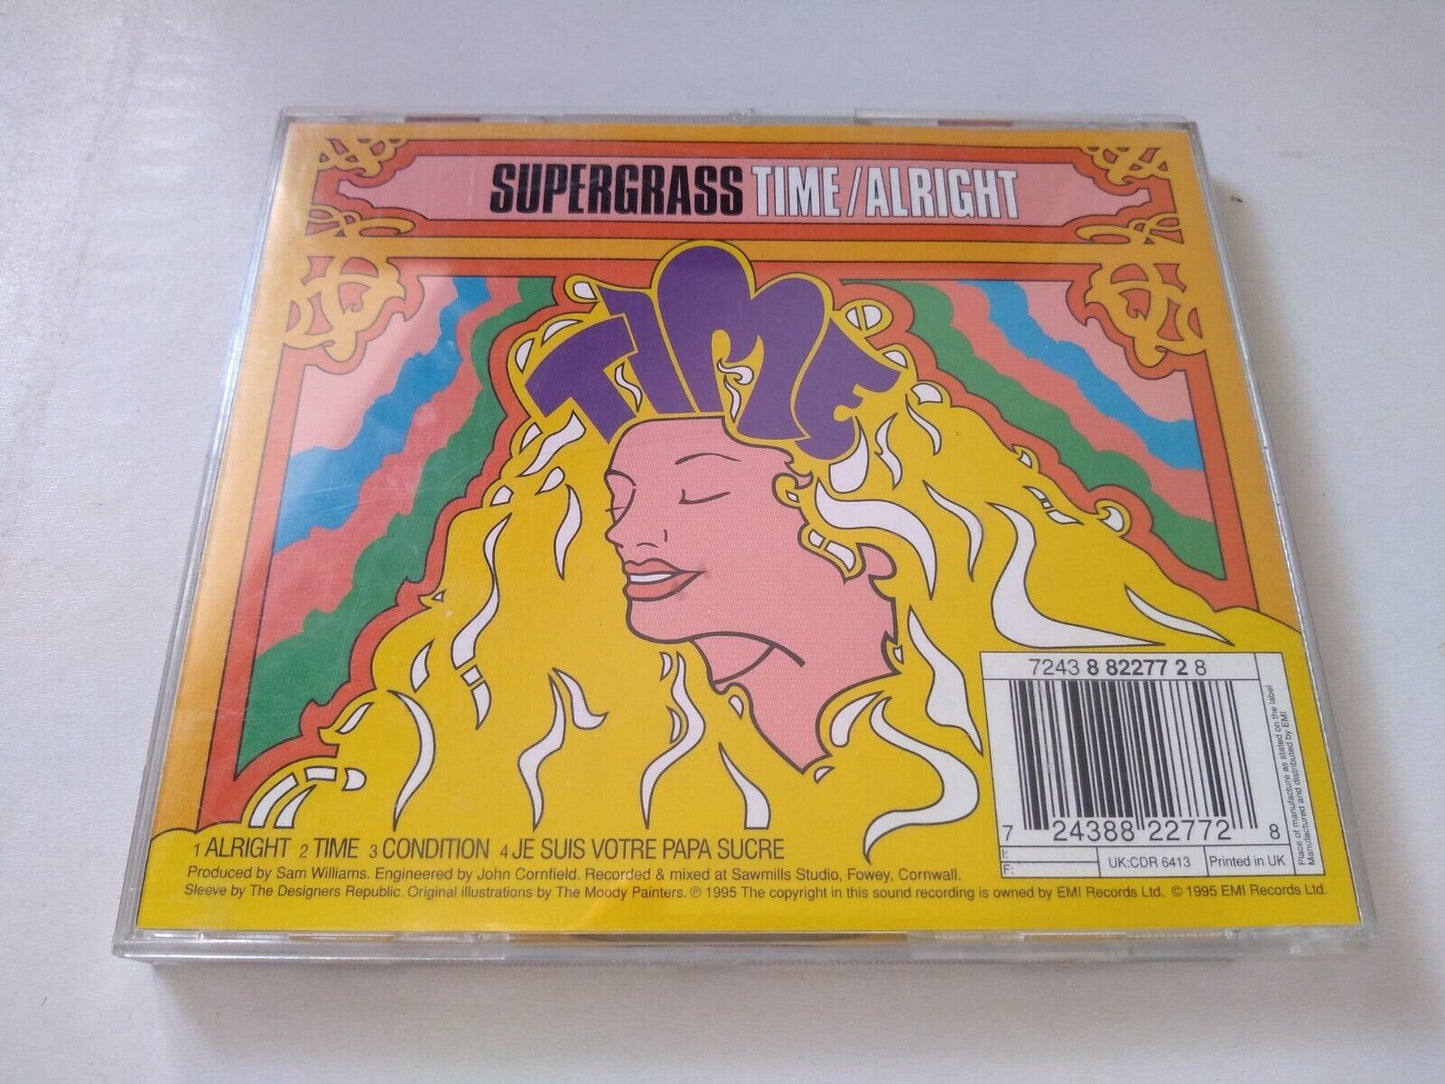 SUPERGRASS TIME/ALRIGHT
TIME
7243 8 82277 2 8
7 24388 22772 8
I:
F:
UK:CDR 6413
Printed in UK
Place of manufacture as stated on the label
Manufactured and distributed by EMI
1 ALRIGHT 2 TIME 3 CONDITION 4 JE SUIS VOTRE PAPA SUCRE
Produced by Sam Williams. Engineered by John Cornfield. Recorded & mixed at Sawmills Studio, Fowey, Cornwall.
Sleeve by The Designers Republic. Original illustrations by The Moody Painters. ℗ 1995 The copyright in this sound recording is owned by EMI Records Ltd. © 1995 EMI Records Ltd.